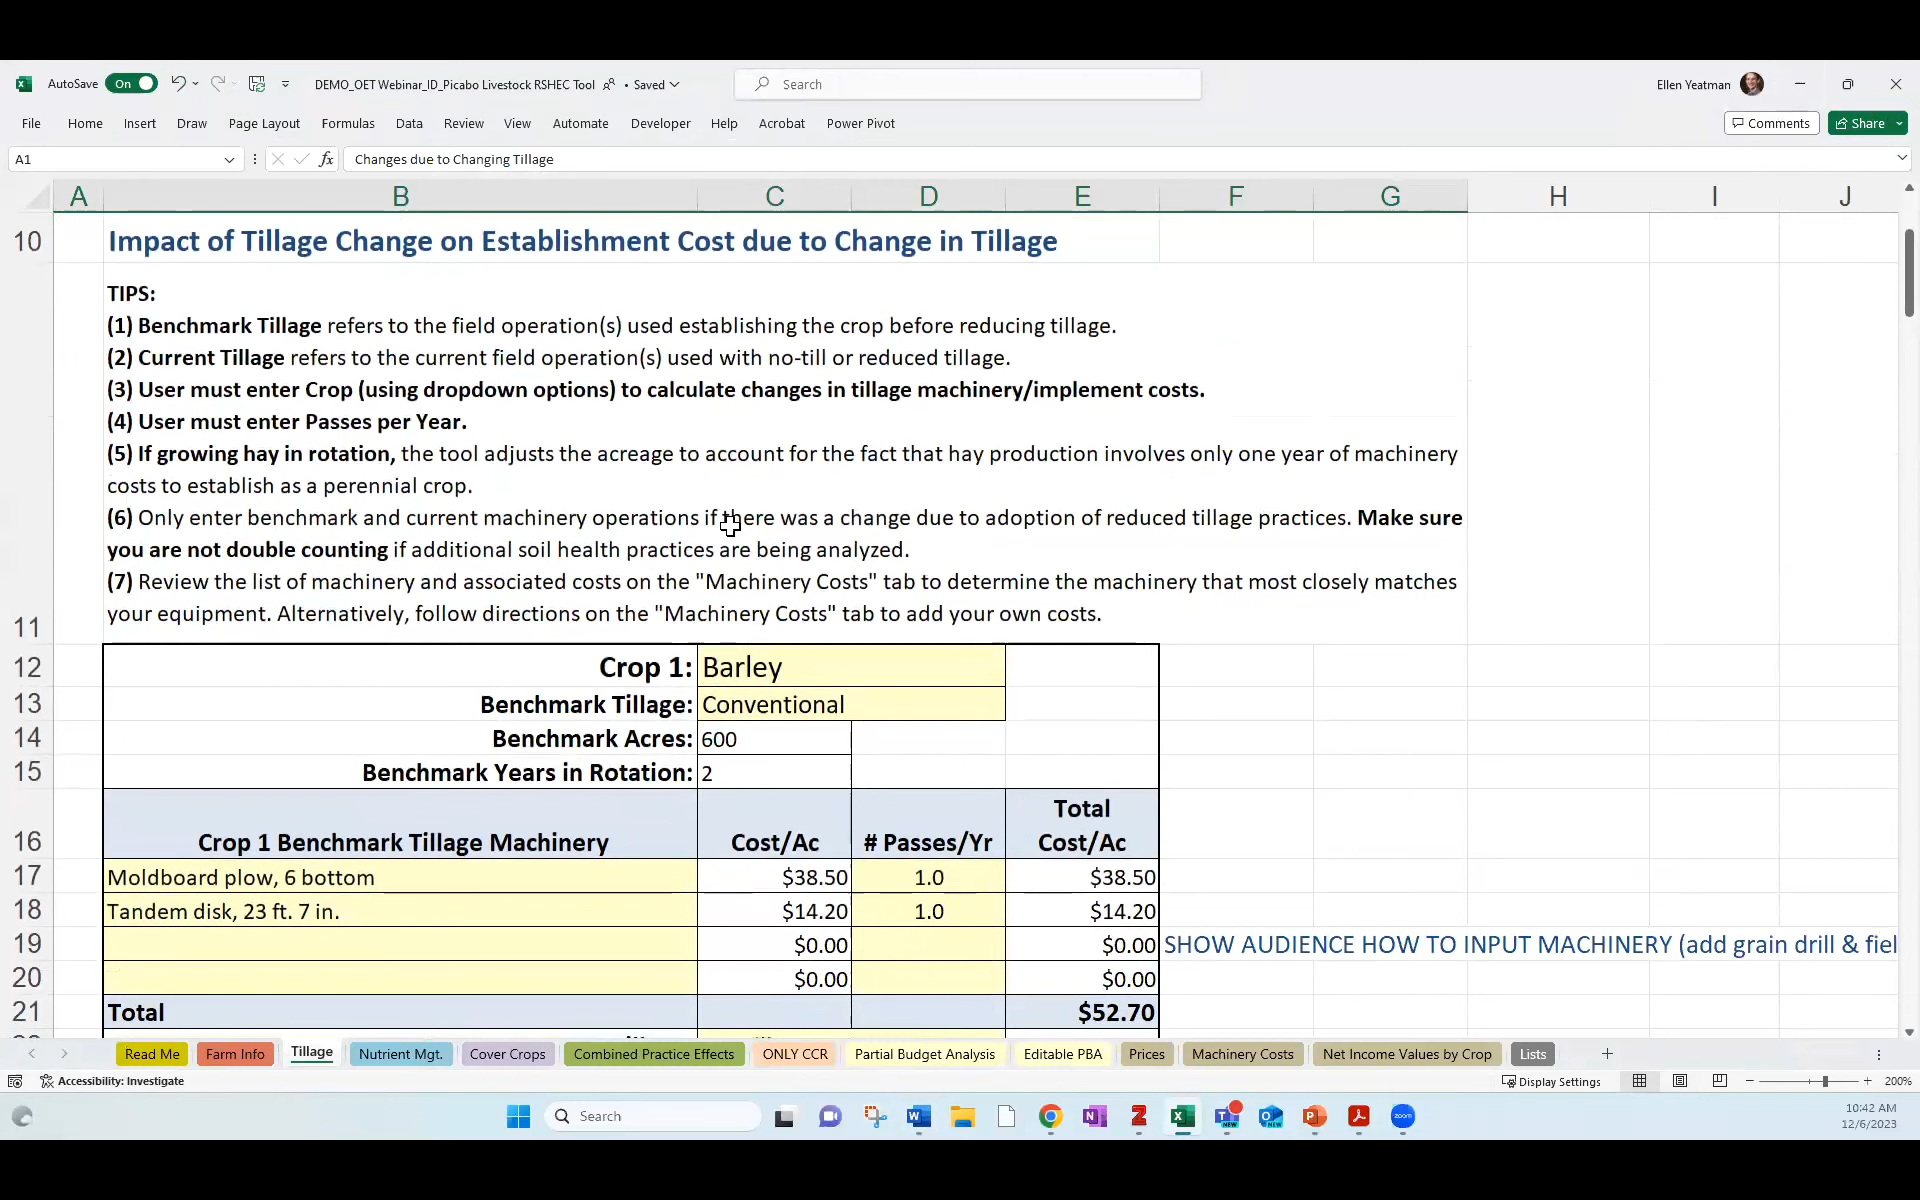 AutoSave On DEMO_OET Webinar_ID_Picabo Livestock RSHEC Tool • Saved Search Ellen Yeatman
File Home Insert Draw Page Layout Formulas Data Review View Automate Developer Help Acrobat Power Pivot Comments Share
A1 fx Changes due to Changing Tillage
A B C D E F G H I J
10 Impact of Tillage Change on Establishment Cost due to Change in Tillage
TIPS:
(1) Benchmark Tillage refers to the field operation(s) used establishing the crop before reducing tillage.
(2) Current Tillage refers to the current field operation(s) used with no-till or reduced tillage.
(3) User must enter Crop (using dropdown options) to calculate changes in tillage machinery/implement costs.
(4) User must enter Passes per Year.
(5) If growing hay in rotation, the tool adjusts the acreage to account for the fact that hay production involves only one year of machinery
costs to establish as a perennial crop.
(6) Only enter benchmark and current machinery operations if there was a change due to adoption of reduced tillage practices. Make sure
you are not double counting if additional soil health practices are being analyzed.
(7) Review the list of machinery and associated costs on the "Machinery Costs" tab to determine the machinery that most closely matches
11 your equipment. Alternatively, follow directions on the "Machinery Costs" tab to add your own costs.
12 Crop 1: Barley
13 Benchmark Tillage: Conventional
14 Benchmark Acres: 600
15 Benchmark Years in Rotation: 2
Total
16 Crop 1 Benchmark Tillage Machinery Cost/Ac # Passes/Yr Cost/Ac
17 Moldboard plow, 6 bottom $38.50 1.0 $38.50
18 Tandem disk, 23 ft. 7 in. $14.20 1.0 $14.20
19 $0.00 $0.00 SHOW AUDIENCE HOW TO INPUT MACHINERY (add grain drill & fiel
20 $0.00 $0.00
21 Total $52.70
Read Me Farm Info Tillage Nutrient Mgt. Cover Crops Combined Practice Effects ONLY CCR Partial Budget Analysis Editable PBA Prices Machinery Costs Net Income Values by Crop Lists
Accessibility: Investigate Display Settings 200%
Search
10:42 AM
12/6/2023